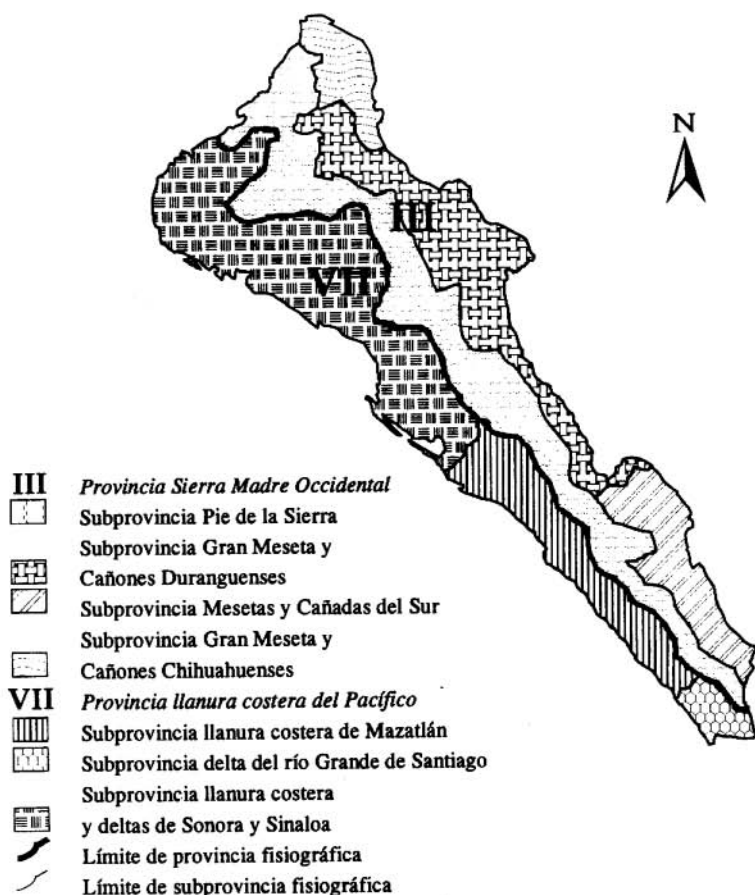 N
III
VII
III Provincia Sierra Madre Occidental
Subprovincia Pie de la Sierra
Subprovincia Gran Meseta y
Cañones Duranguenses
Subprovincia Mesetas y Cañadas del Sur
Subprovincia Gran Meseta y
Cañones Chihuahuenses
VII Provincia llanura costera del Pacífico
Subprovincia llanura costera de Mazatlán
Subprovincia delta del río Grande de Santiago
Subprovincia llanura costera
y deltas de Sonora y Sinaloa
Límite de provincia fisiográfica
Límite de subprovincia fisiográfica